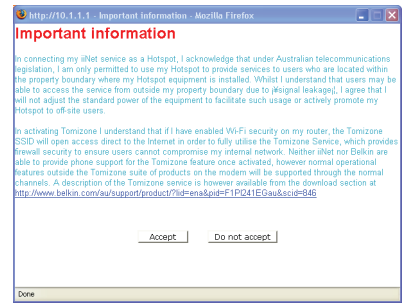 http://10.1.1.1 - Important information - Mozilla Firefox
Important information
In connecting my iiNet service as a Hotspot, I acknowledge that under Australian telecommunications
legislation, I am only permitted to use my Hotspot to provide services to users who are located within
the property boundary where my Hotspot equipment is installed. Whilst I understand that users may be
able to access the service from outside my property boundary due to ¡¥signal leakage¡¦, I agree that I
will not adjust the standard power of the equipment to facilitate such usage or actively promote my
Hotspot to off-site users.
In activating Tomizone I understand that if I have enabled Wi-Fi security on my router, the Tomizone
SSID will open access direct to the Internet in order to fully utilise the Tomizone Service, which provides
firewall security to ensure users cannot compromise my internal network. Neither iiNet nor Belkin are
able to provide phone support for the Tomizone feature once activated, however normal operational
features outside the Tomizone suite of products on the modem will be supported through the normal
channels. A description of the Tomizone service is however available from the download section at
http://www.belkin.com/au/support/product/?lid=ena&pid=F1PI241EGau&scid=846
Accept Do not accept
Done